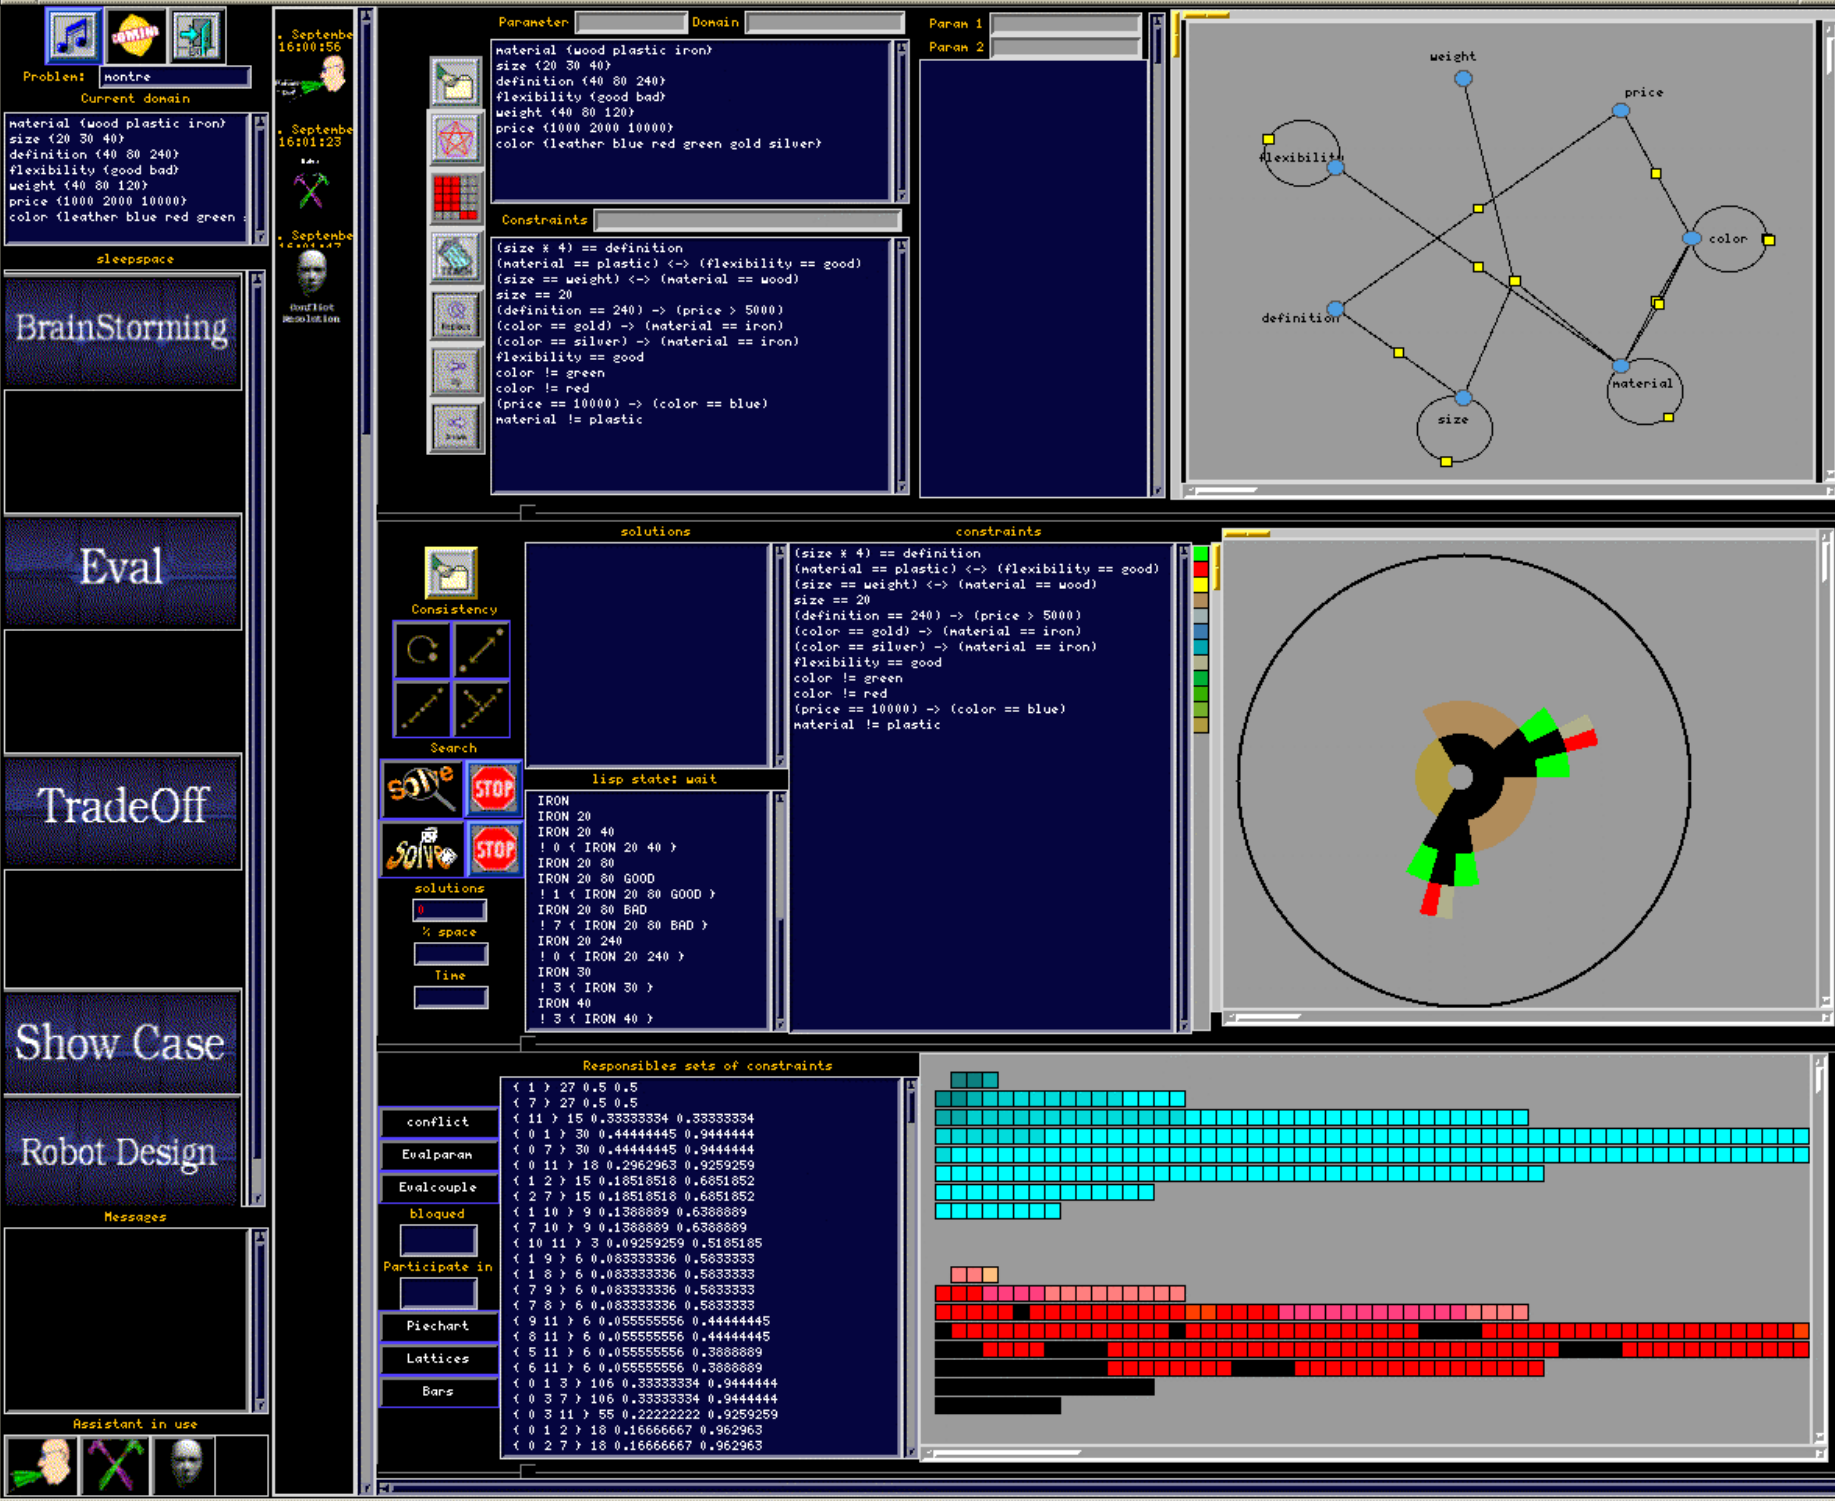 Problem: montre
Current domain
material {wood plastic iron}
size {20 30 40}
definition {40 80 240}
flexibility {good bad}
weight {40 80 120}
price {1000 2000 10000}
color {leather blue red green
sleepspace
BrainStorming
Eval
TradeOff
Show Case
Robot Design
Messages
Assistant in use
. Septembe
16:00:56
. Septembe
16:01:23
. Septembe
16:01:47
Conflict
Resolution
Parameter
Domain
material {wood plastic iron}
size {20 30 40}
definition {40 80 240}
flexibility {good bad}
weight {40 80 120}
price {1000 2000 10000}
color {leather blue red green gold silver}
Constraints
(size * 4) == definition
(material == plastic) <-> (flexibility == good)
(size == weight) <-> (material == wood)
size == 20
(definition == 240) -> (price > 5000)
(color == gold) -> (material == iron)
(color == silver) -> (material == iron)
flexibility == good
color != green
color != red
(price == 10000) -> (color == blue)
material != plastic
Param 1
Param 2
weight
price
flexibility
color
definition
material
size
Consistency
Search
solve
STOP
solve
STOP
solutions
0
% space
Time
solutions
lisp state: wait
IRON
IRON 20
IRON 20 40
! 0 { IRON 20 40 }
IRON 20 80
IRON 20 80 GOOD
! 1 { IRON 20 80 GOOD }
IRON 20 80 BAD
! 7 { IRON 20 80 BAD }
IRON 20 240
! 0 { IRON 20 240 }
IRON 30
! 3 { IRON 30 }
IRON 40
! 3 { IRON 40 }
constraints
(size * 4) == definition
(material == plastic) <-> (flexibility == good)
(size == weight) <-> (material == wood)
size == 20
(definition == 240) -> (price > 5000)
(color == gold) -> (material == iron)
(color == silver) -> (material == iron)
flexibility == good
color != green
color != red
(price == 10000) -> (color == blue)
material != plastic
conflict
Evalparam
Evalcouple
bloqued
Participate in
Piechart
Lattices
Bars
Responsibles sets of constraints
{ 1 } 27 0.5 0.5
{ 7 } 27 0.5 0.5
{ 11 } 15 0.33333334 0.33333334
{ 0 1 } 30 0.44444445 0.9444444
{ 0 7 } 30 0.44444445 0.9444444
{ 0 11 } 18 0.2962963 0.9259259
{ 1 2 } 15 0.18518518 0.6851852
{ 2 7 } 15 0.18518518 0.6851852
{ 1 10 } 9 0.1388889 0.6388889
{ 7 10 } 9 0.1388889 0.6388889
{ 10 11 } 3 0.09259259 0.5185185
{ 1 9 } 6 0.083333336 0.5833333
{ 1 8 } 6 0.083333336 0.5833333
{ 7 9 } 6 0.083333336 0.5833333
{ 7 8 } 6 0.083333336 0.5833333
{ 9 11 } 6 0.055555556 0.44444445
{ 8 11 } 6 0.055555556 0.44444445
{ 5 11 } 6 0.055555556 0.3888889
{ 6 11 } 6 0.055555556 0.3888889
{ 0 1 3 } 106 0.33333334 0.9444444
{ 0 3 7 } 106 0.33333334 0.9444444
{ 0 3 11 } 55 0.22222222 0.9259259
{ 0 1 2 } 18 0.16666667 0.962963
{ 0 2 7 } 18 0.16666667 0.962963